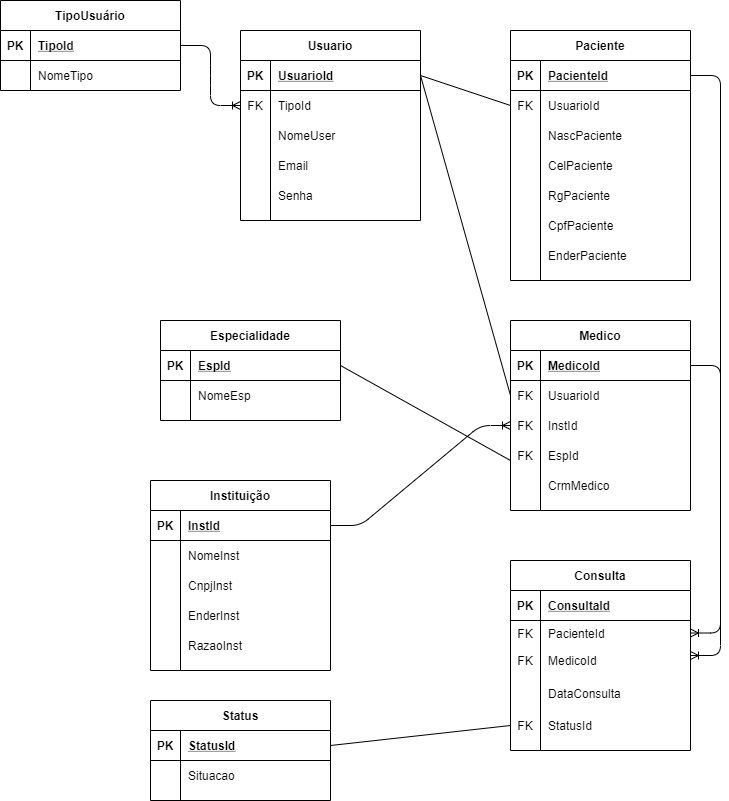 TipoUsuário
PK TipoId
NomeTipo
Usuario
PK UsuarioId
FK TipoId
NomeUser
Email
Senha
Paciente
PK PacienteId
FK UsuarioId
NascPaciente
CelPaciente
RgPaciente
CpfPaciente
EnderPaciente
Especialidade
PK EspId
NomeEsp
Medico
PK MedicoId
FK UsuarioId
FK InstId
FK EspId
CrmMedico
Instituição
PK InstId
NomeInst
CnpjInst
EnderInst
RazaoInst
Consulta
PK ConsultaId
FK PacienteId
FK MedicoId
DataConsulta
FK StatusId
Status
PK StatusId
Situacao